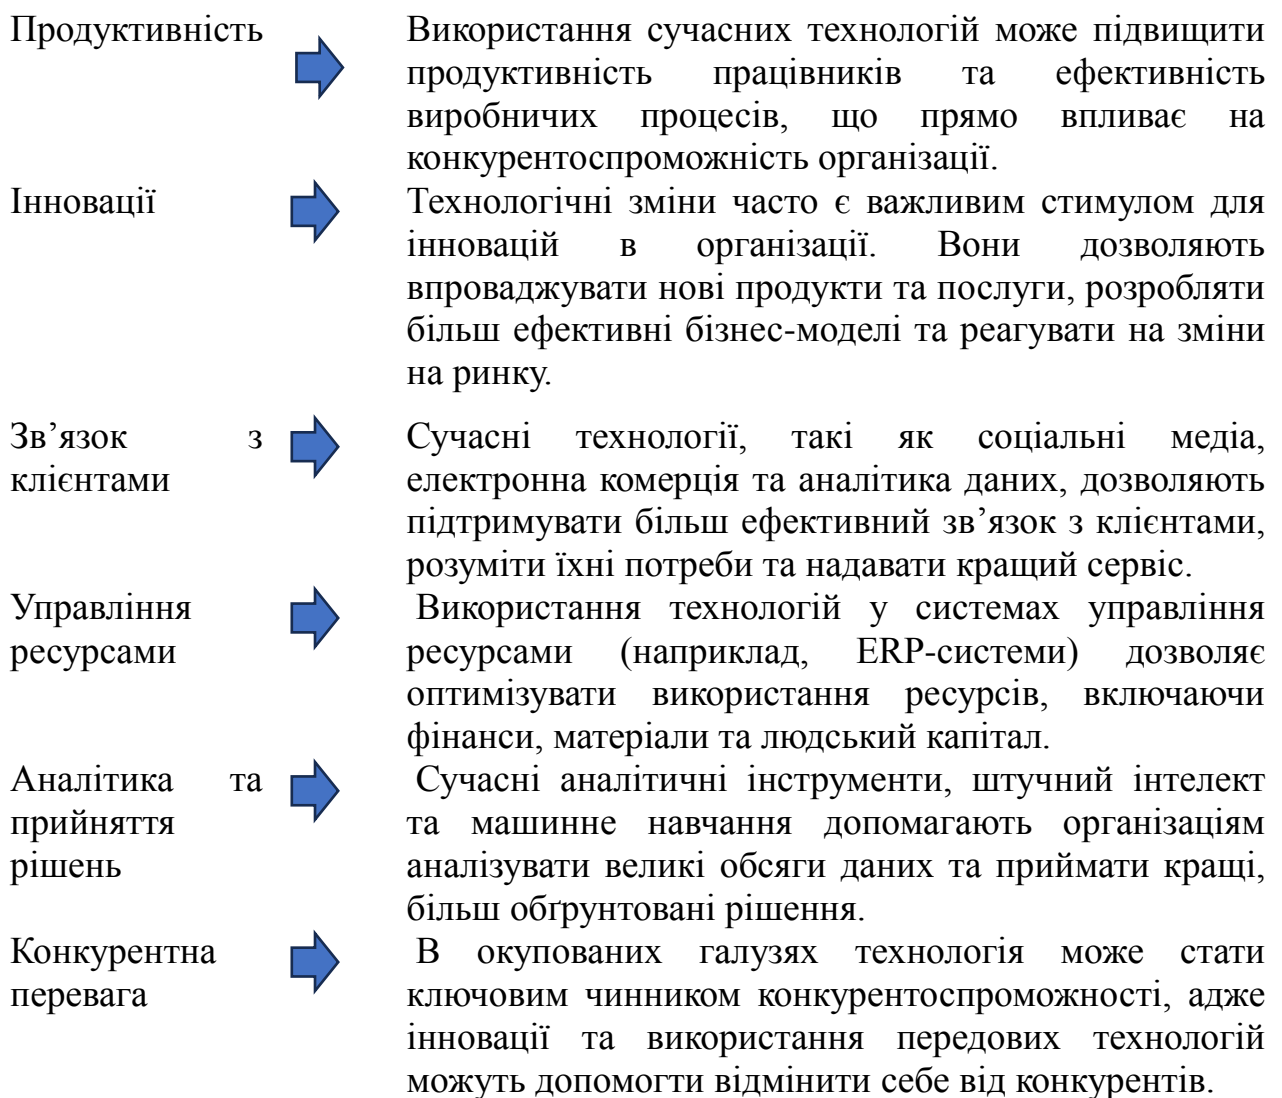 Продуктивність
Використання сучасних технологій може підвищити
продуктивність працівників та ефективність
виробничих процесів, що прямо впливає на
конкурентоспроможність організації.
Інновації
Технологічні зміни часто є важливим стимулом для
інновацій в організації. Вони дозволяють
впроваджувати нові продукти та послуги, розробляти
більш ефективні бізнес-моделі та реагувати на зміни
на ринку.
Зв’язок з
клієнтами
Сучасні технології, такі як соціальні медіа,
електронна комерція та аналітика даних, дозволяють
підтримувати більш ефективний зв’язок з клієнтами,
розуміти їхні потреби та надавати кращий сервіс.
Управління
ресурсами
Використання технологій у системах управління
ресурсами (наприклад, ERP-системи) дозволяє
оптимізувати використання ресурсів, включаючи
фінанси, матеріали та людський капітал.
Аналітика та
прийняття
рішень
Сучасні аналітичні інструменти, штучний інтелект
та машинне навчання допомагають організаціям
аналізувати великі обсяги даних та приймати кращі,
більш обґрунтовані рішення.
Конкурентна
перевага
В окупованих галузях технологія може стати
ключовим чинником конкурентоспроможності, адже
інновації та використання передових технологій
можуть допомогти відмінити себе від конкурентів.